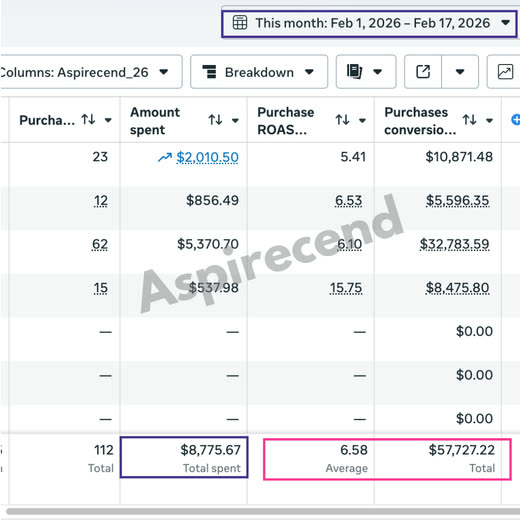 This month: Feb 1, 2026 – Feb 17, 2026
Columns: Aspirecend_26 Breakdown
Purcha... Amount spent Purchase ROAS... Purchases conversio...
23 $2,010.50 5.41 $10,871.48
12 $856.49 6.53 $5,596.35
62 $5,370.70 6.10 $32,783.59
15 $537.98 15.75 $8,475.80
— — — $0.00
— — — $0.00
— — — $0.00
112 $8,775.67 6.58 $57,727.22
Total Total spent Average Total
Aspirecend